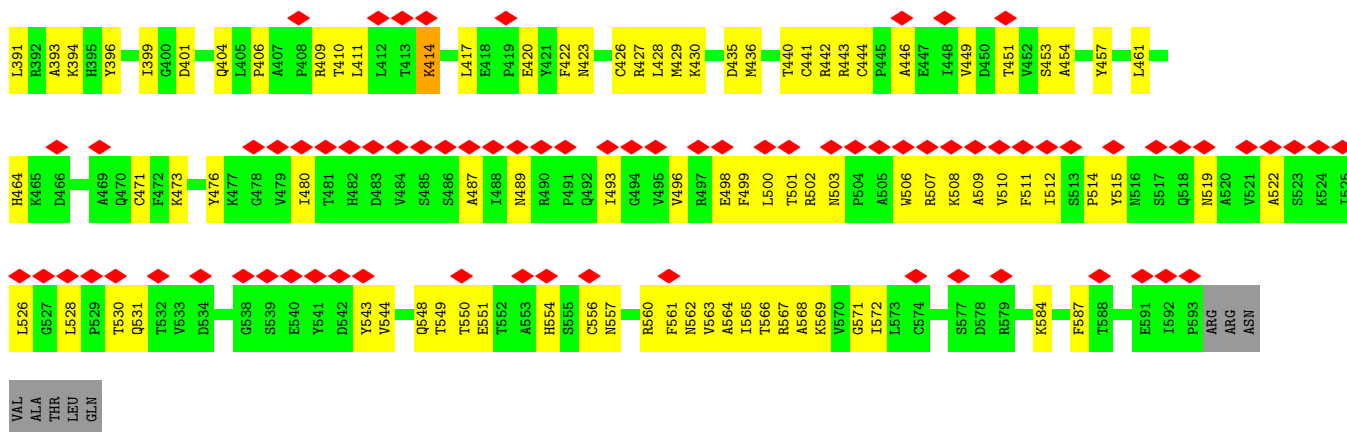 L391 R392 A393 K394 H395 Y396 I399 G400 D401 Q404 L405 P406 A407 P408 R409 T410 L411 L412 T413 K414 L417 E418 P419 E420 Y421 F422 N423 C426 R427 L428 M429 K430 D435 M436 T440 C441 R442 R443 C444 P445 A446 E447 I448 V449 D450 T451 V452 S453 A454 Y457 L461
H464 K465 D466 A469 Q470 C471 F472 K473 Y476 K477 G478 V479 I480 T481 H482 D483 V484 S485 S486 A487 I488 N489 R490 P491 Q492 I493 G494 V495 V496 R497 E498 F499 L500 T501 R502 N503 P504 A505 W506 R507 K508 A509 V510 F511 I512 S513 P514 Y515 N516 S517 Q518 N519 A520 V521 A522 S523 K524 I525
L526 G527 L528 P529 T530 Q531 T532 V533 D534 G538 S539 E540 Y541 D542 Y543 V544 Q548 T549 T550 E551 T552 A553 H554 S555 C556 N557 R560 F561 N562 V563 A564 I565 T566 R567 A568 K569 V570 G571 I572 L573 C574 S577 D578 R579 K584 F587 T588 E591 I592 P593 ARG ARG ASN
VAL ALA THR LEU GLN